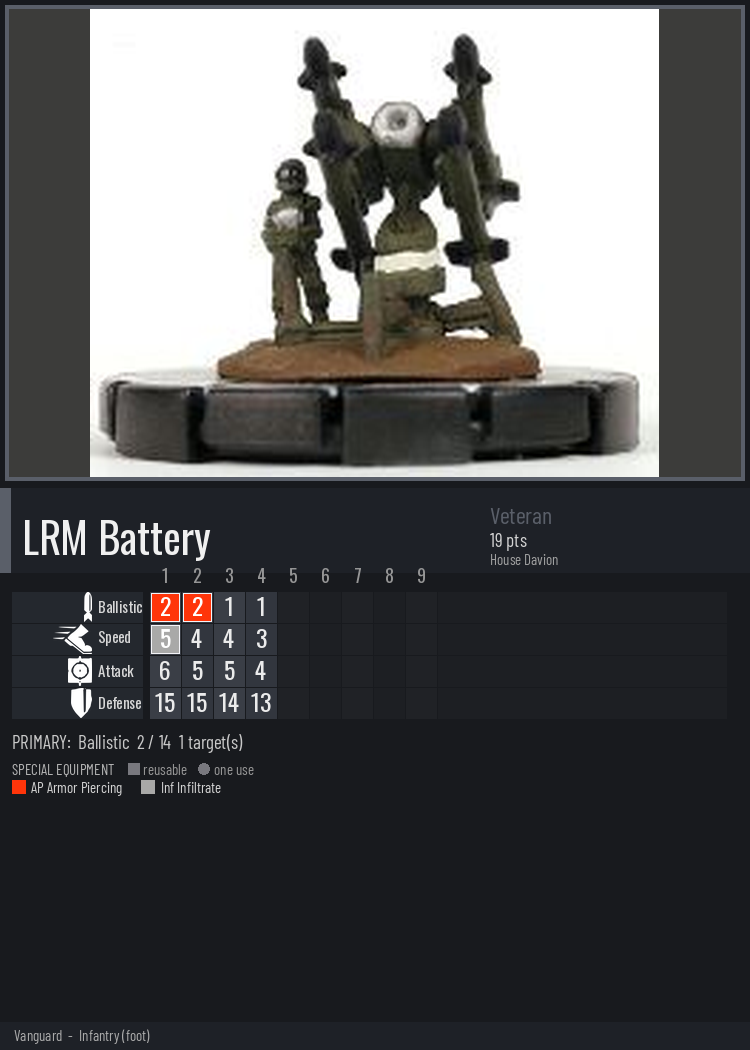 LRM Battery
Veteran
19 pts
House Davion
1 2 3 4 5 6 7 8 9
Ballistic 2 2 1 1
Speed 5 4 4 3
Attack 6 5 5 4
Defense 15 15 14 13
PRIMARY: Ballistic 2 / 14 1 target(s)
SPECIAL EQUIPMENT reusable one use
AP Armor Piercing Inf Infiltrate
Vanguard - Infantry (foot)